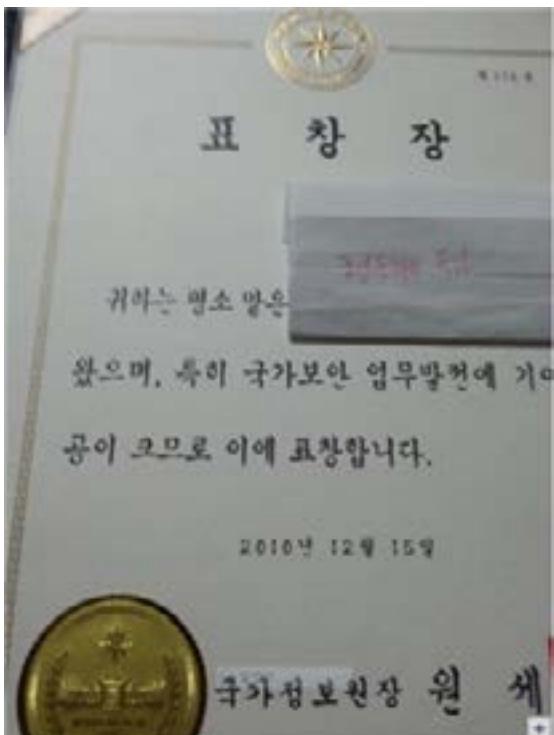 표 창 장
귀하는 평소 맡은
왔으며, 특히 국가보안 업무발전에 기여
공이 크므로 이에 표창합니다.
2010년 12월 15일
국가정보원장 원 세